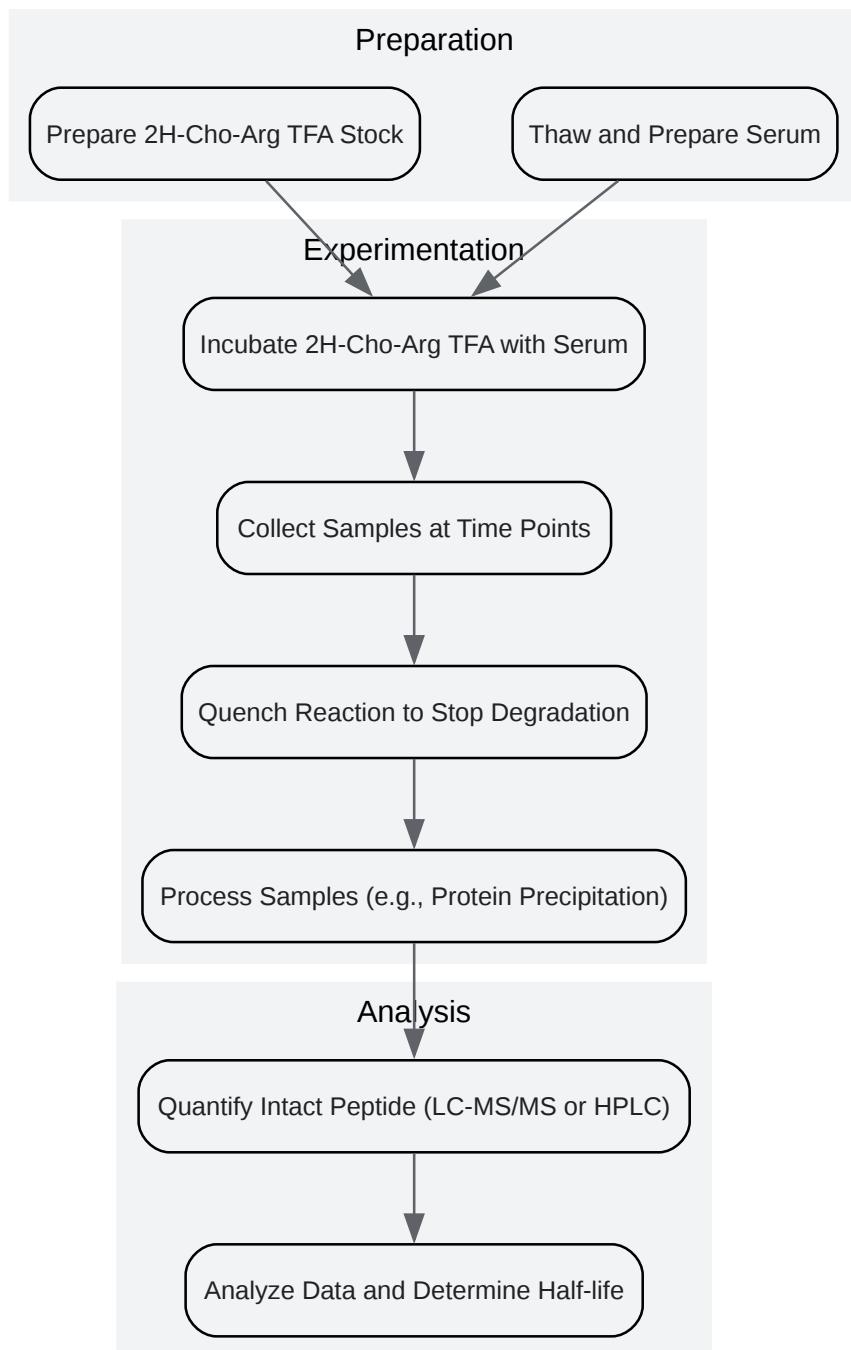 Preparation
Prepare 2H-Cho-Arg TFA Stock
Thaw and Prepare Serum
Experimentation
Incubate 2H-Cho-Arg TFA with Serum
Collect Samples at Time Points
Quench Reaction to Stop Degradation
Process Samples (e.g., Protein Precipitation)
Analysis
Quantify Intact Peptide (LC-MS/MS or HPLC)
Analyze Data and Determine Half-life